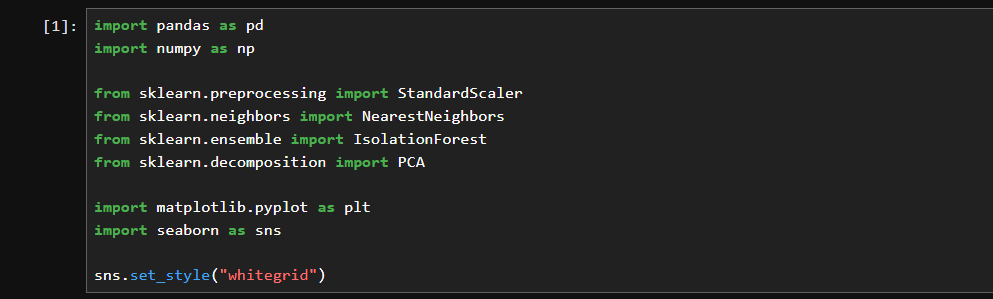 [1]:
import pandas as pd
import numpy as np
from sklearn.preprocessing import StandardScaler
from sklearn.neighbors import NearestNeighbors
from sklearn.ensemble import IsolationForest
from sklearn.decomposition import PCA
import matplotlib.pyplot as plt
import seaborn as sns
sns.set_style("whitegrid")